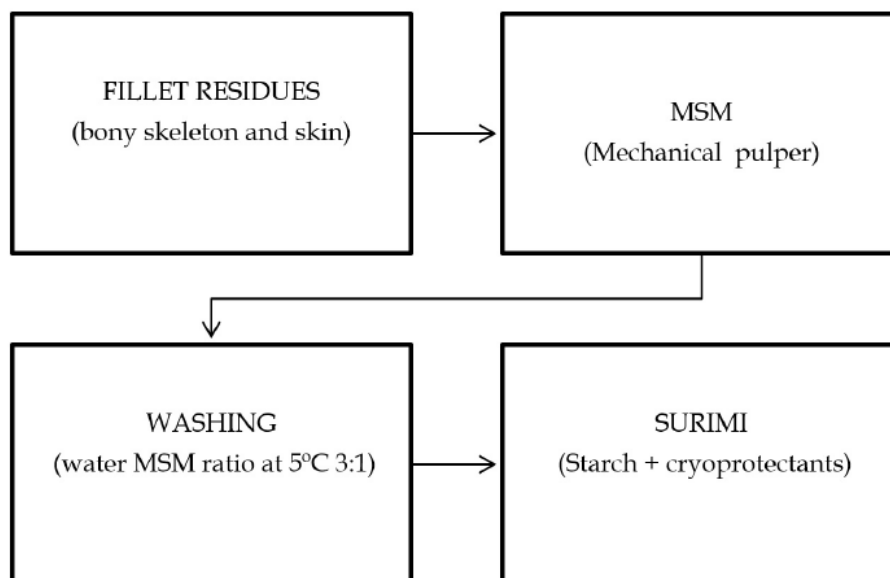 FILLET RESIDUES
(bony skeleton and skin)
MSM
(Mechanical pulper)
WASHING
(water MSM ratio at 5ºC 3:1)
SURIMI
(Starch + cryoprotectants)